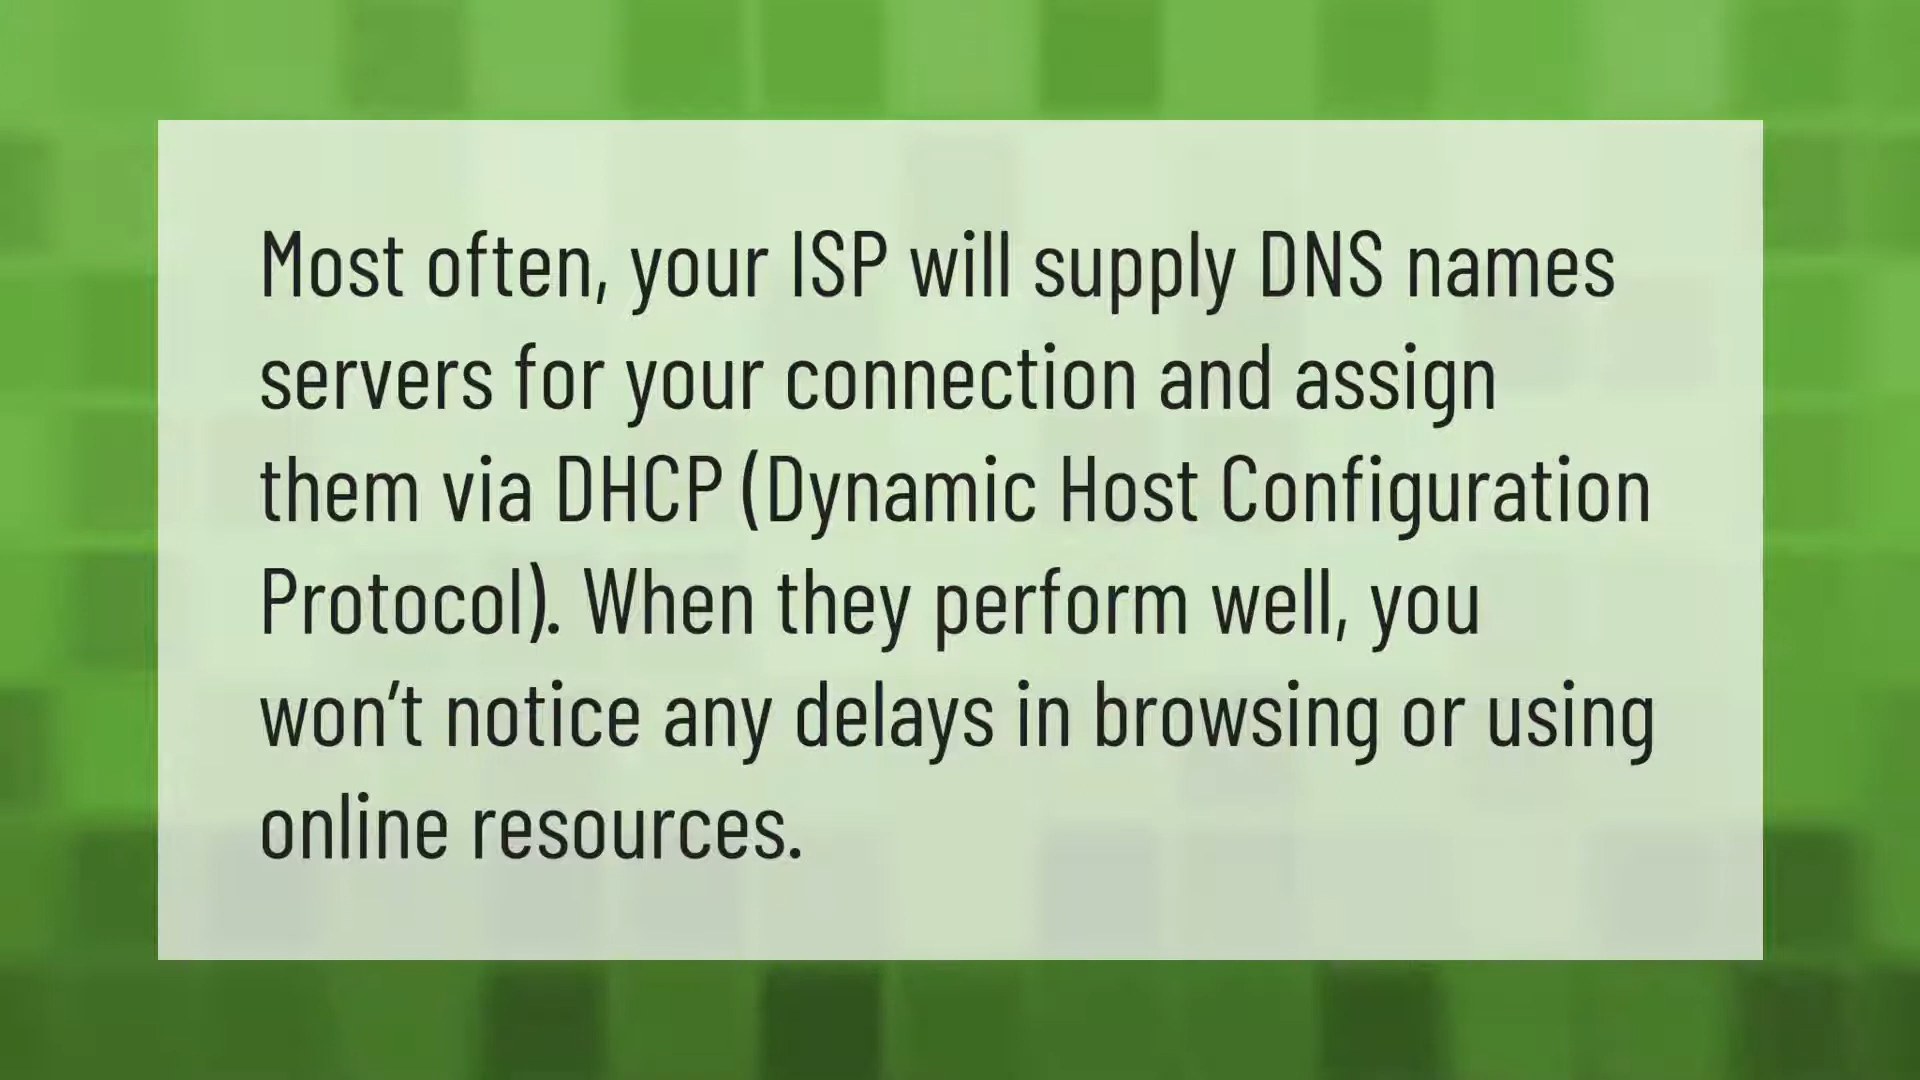 Most often, your ISP will supply DNS names
servers for your connection and assign
them via DHCP (Dynamic Host Configuration
Protocol). When they perform well, you
won’t notice any delays in browsing or using
online resources.